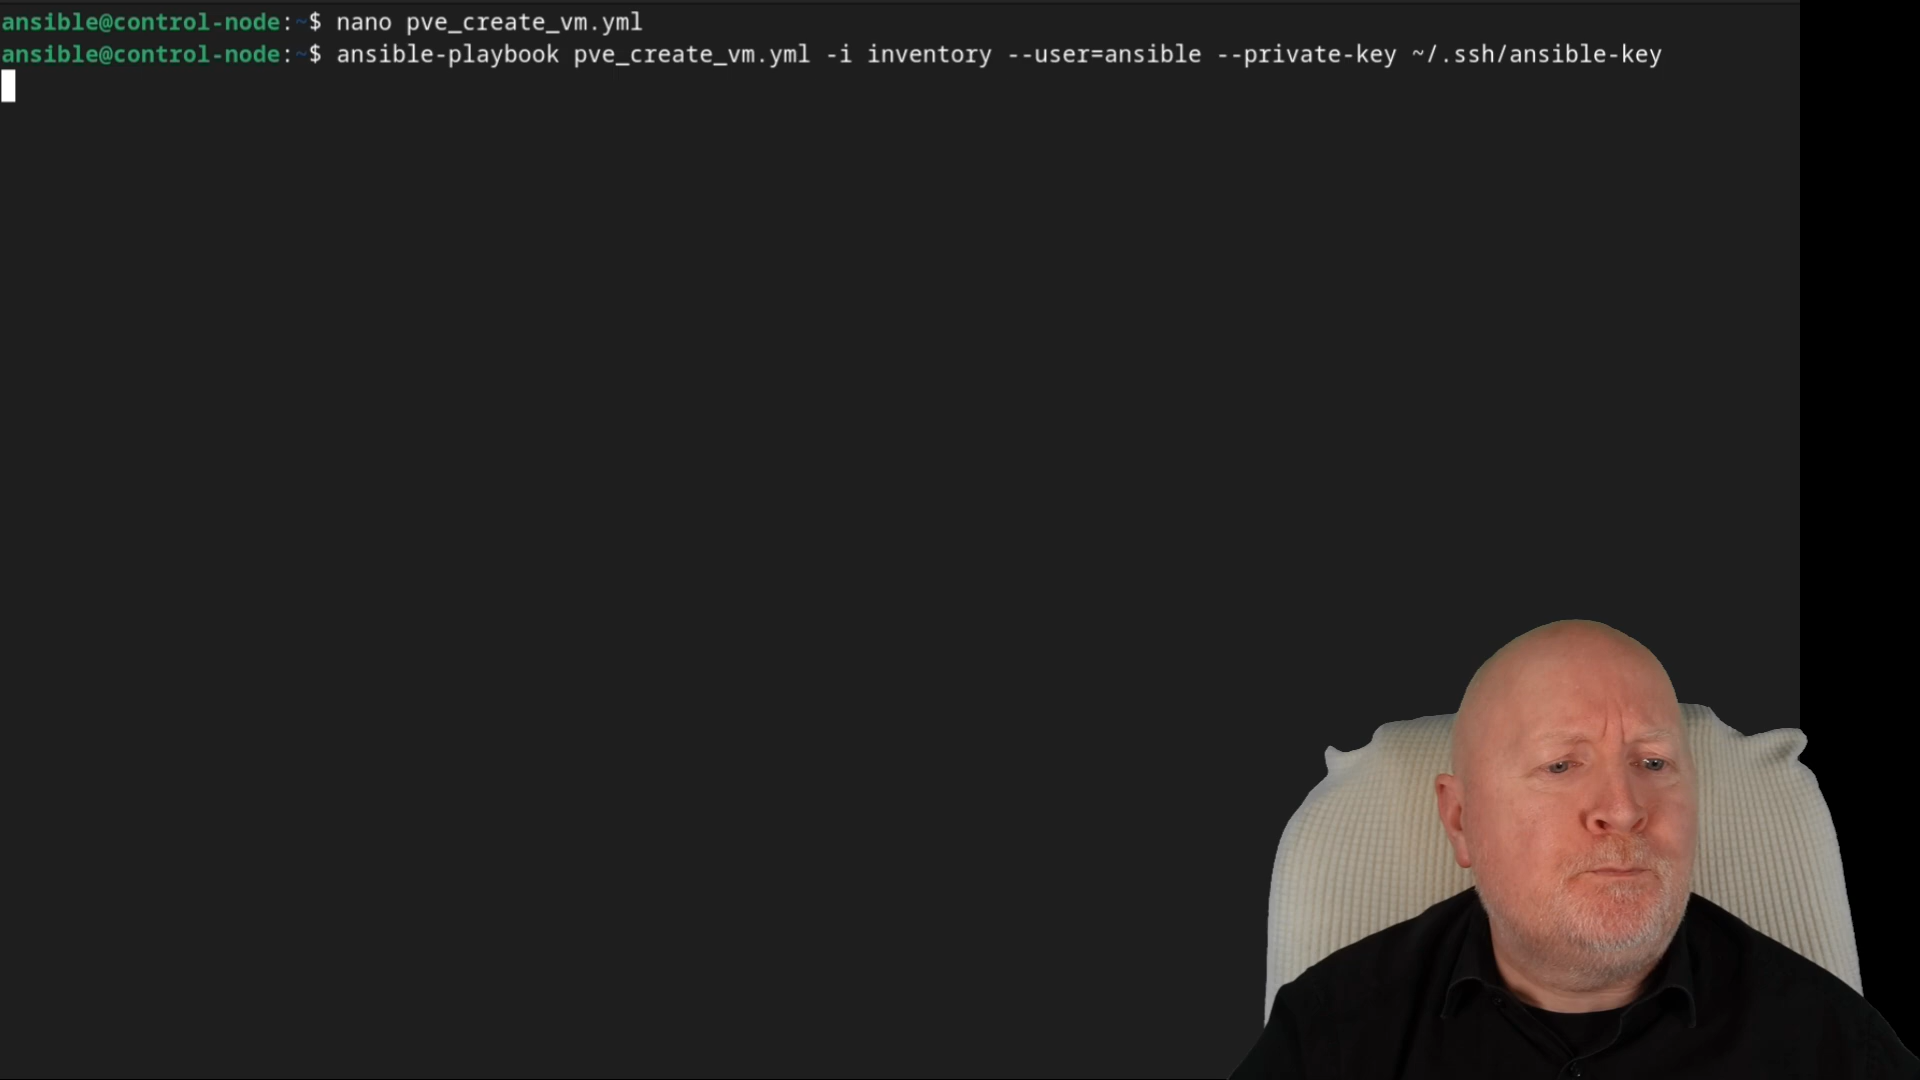 ansible@control-node:~$ nano pve_create_vm.yml
ansible@control-node:~$ ansible-playbook pve_create_vm.yml -i inventory --user=ansible --private-key ~/.ssh/ansible-key